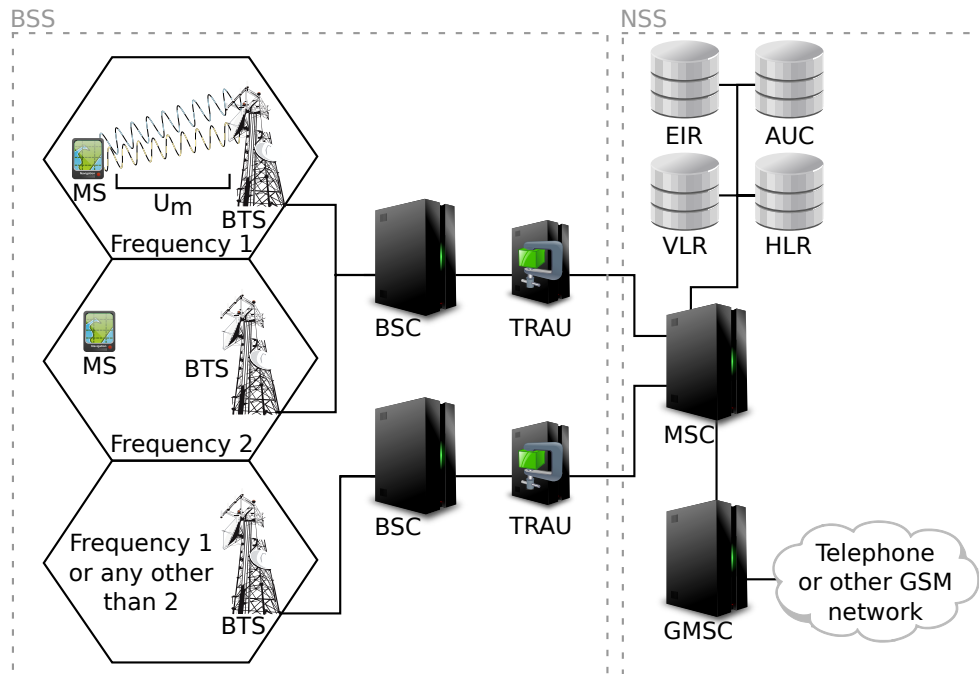 BSS
NSS
EIR
AUC
VLR
HLR
MS
Um
BTS
Frequency 1
BSC
TRAU
MS
BTS
Frequency 2
MSC
BSC
TRAU
Frequency 1
or any other
than 2
BTS
GMSC
Telephone
or other GSM
network